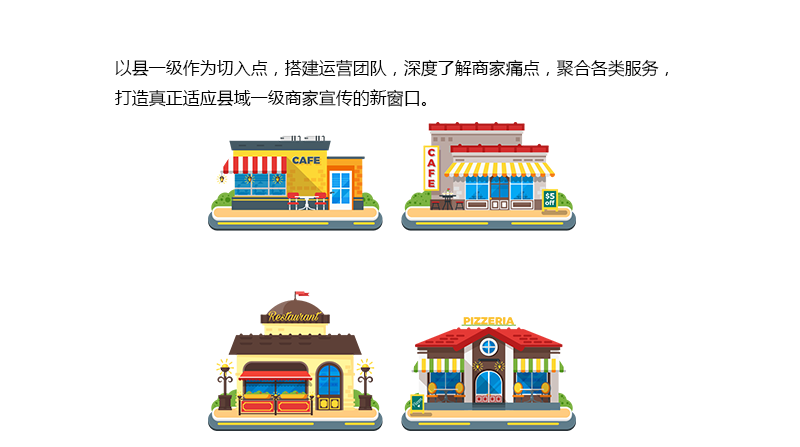 以县一级作为切入点，搭建运营团队，深度了解商家痛点，聚合各类服务，
打造真正适应县域一级商家宣传的新窗口。
CAFE
CAFE
$5
off
Restaurant
PIZZERIA